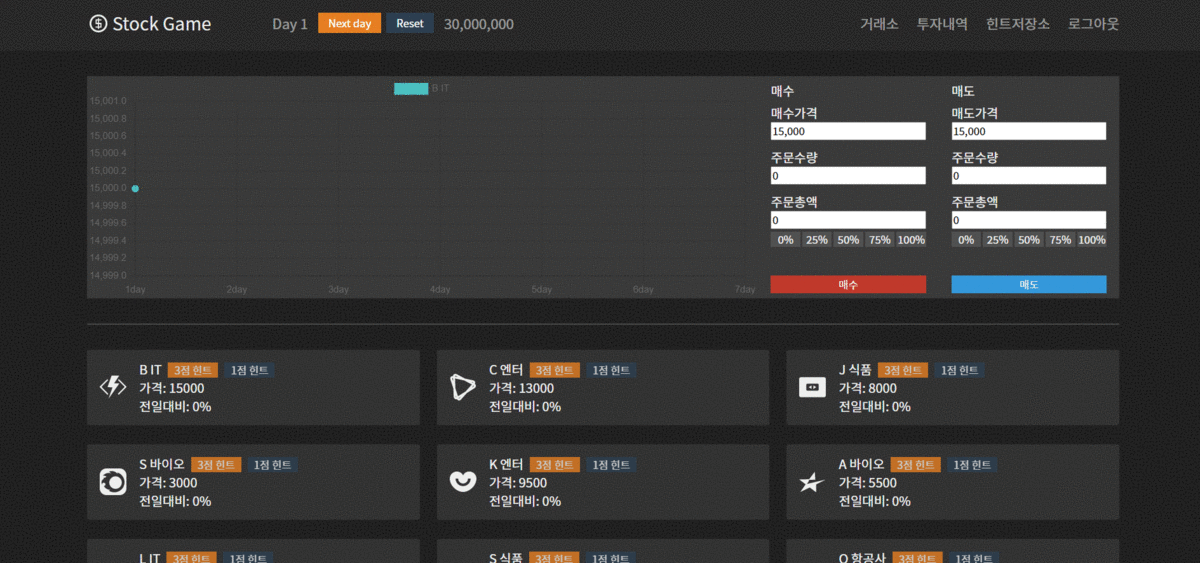 Stock Game Day 1 Next day Reset 30,000,000 거래소 투자내역 힌트저장소 로그아웃
B IT
15,001.0
15,000.8
15,000.6
15,000.4
15,000.2
15,000.0
14,999.8
14,999.6
14,999.4
14,999.2
14,999.0
1day 2day 3day 4day 5day 6day 7day
매수
매수가격
15,000
주문수량
0
주문총액
0
0% 25% 50% 75% 100%
매수
매도
매도가격
15,000
주문수량
0
주문총액
0
0% 25% 50% 75% 100%
매도
B IT 3점 힌트 1점 힌트
가격: 15000
전일대비: 0%
C 엔터 3점 힌트 1점 힌트
가격: 13000
전일대비: 0%
J 식품 3점 힌트 1점 힌트
가격: 8000
전일대비: 0%
S 바이오 3점 힌트 1점 힌트
가격: 3000
전일대비: 0%
K 엔터 3점 힌트 1점 힌트
가격: 9500
전일대비: 0%
A 바이오 3점 힌트 1점 힌트
가격: 5500
전일대비: 0%
L IT 3점 힌트 1점 힌트
S 식품 3점 힌트 1점 힌트
O 항공사 3점 힌트 1점 힌트